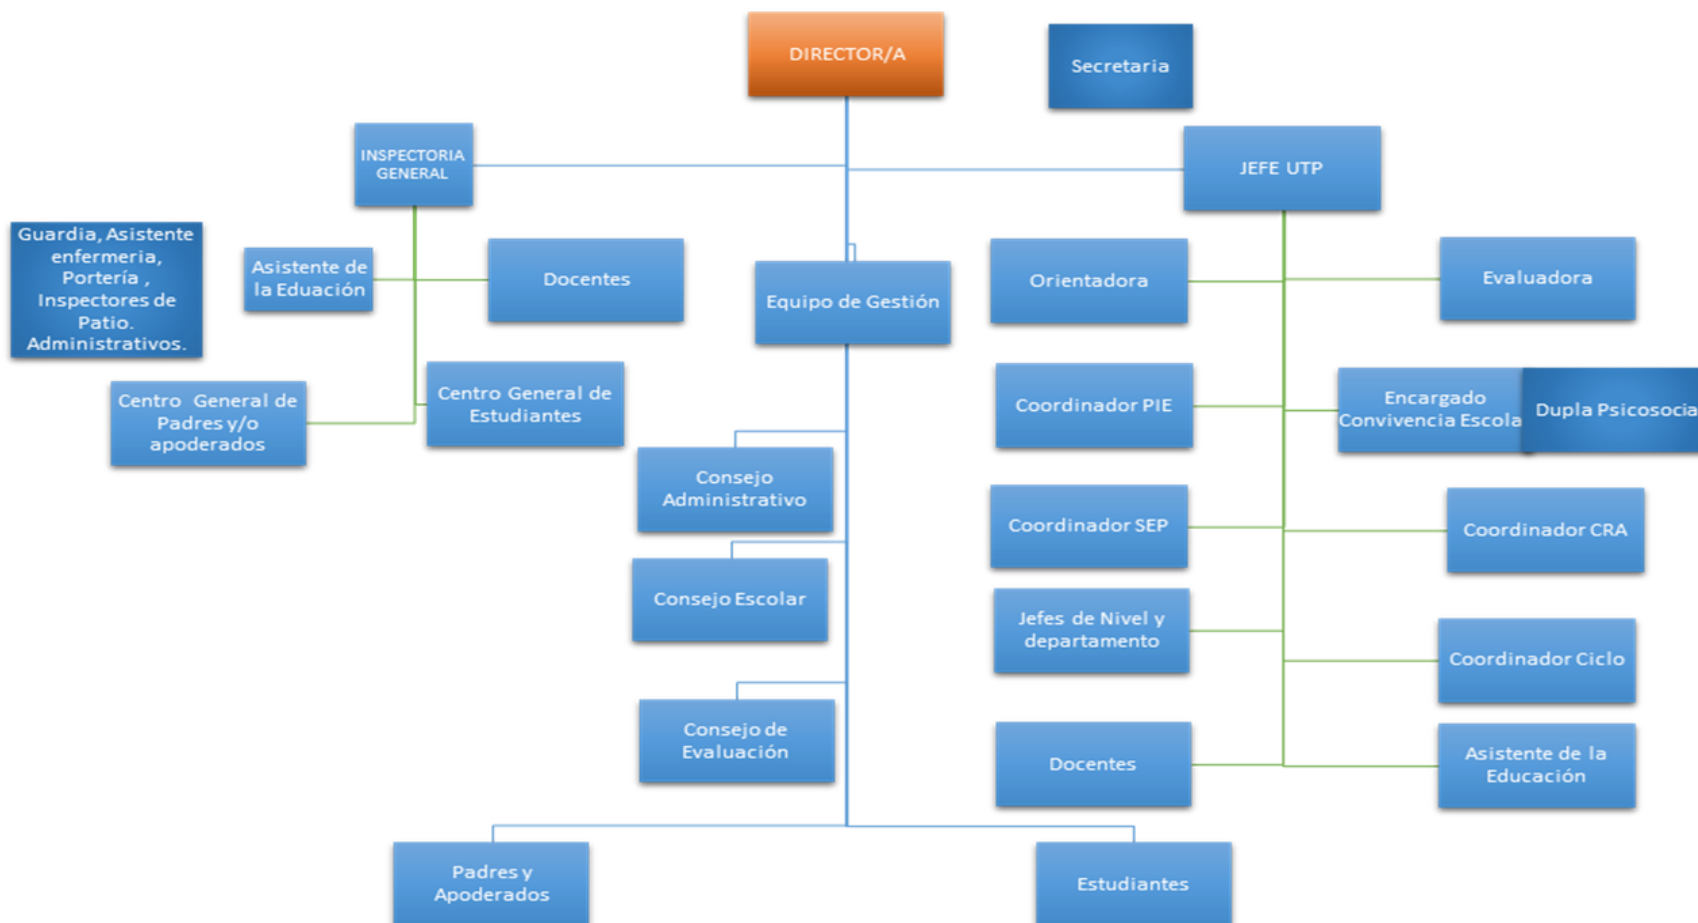 DIRECTOR/A
Secretaria
INSPECTORIA
GENERAL
JEFE UTP
Guardia, Asistente
enfermeria,
Portería ,
Inspectores de
Patio.
Administrativos.
Asistente de
la Eduación
Docentes
Equipo de Gestión
Orientadora
Evaluadora
Centro General de
Padres y/o
apoderados
Centro General de
Estudiantes
Coordinador PIE
Encargado
Convivencia Escola
Dupla Psicosocia
Consejo
Administrativo
Coordinador SEP
Coordinador CRA
Consejo Escolar
Jefes de Nivel y
departamento
Coordinador Ciclo
Consejo de
Evaluación
Docentes
Asistente de la
Educación
Padres y
Apoderados
Estudiantes